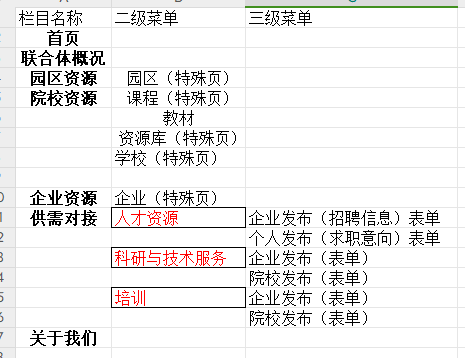 栏目名称 二级菜单 三级菜单
首页
联合体概况
园区资源 园区（特殊页）
院校资源 课程（特殊页）
教材
资源库（特殊页）
学校（特殊页）
企业资源 企业（特殊页）
供需对接 人才资源 企业发布（招聘信息）表单
个人发布（求职意向）表单
科研与技术服务 企业发布（表单）
院校发布（表单）
培训 企业发布（表单）
院校发布（表单）
关于我们